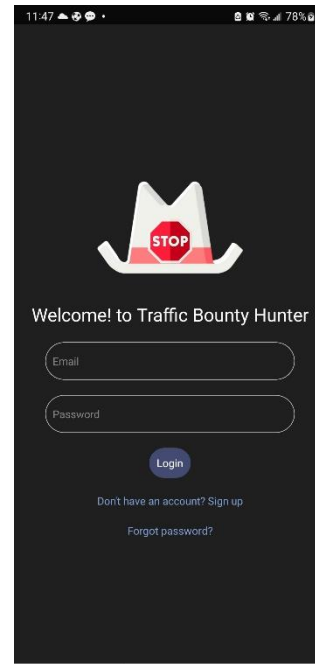 11:47 78%
STOP
Welcome! to Traffic Bounty Hunter
Email
Password
Login
Don't have an account? Sign up
Forgot password?